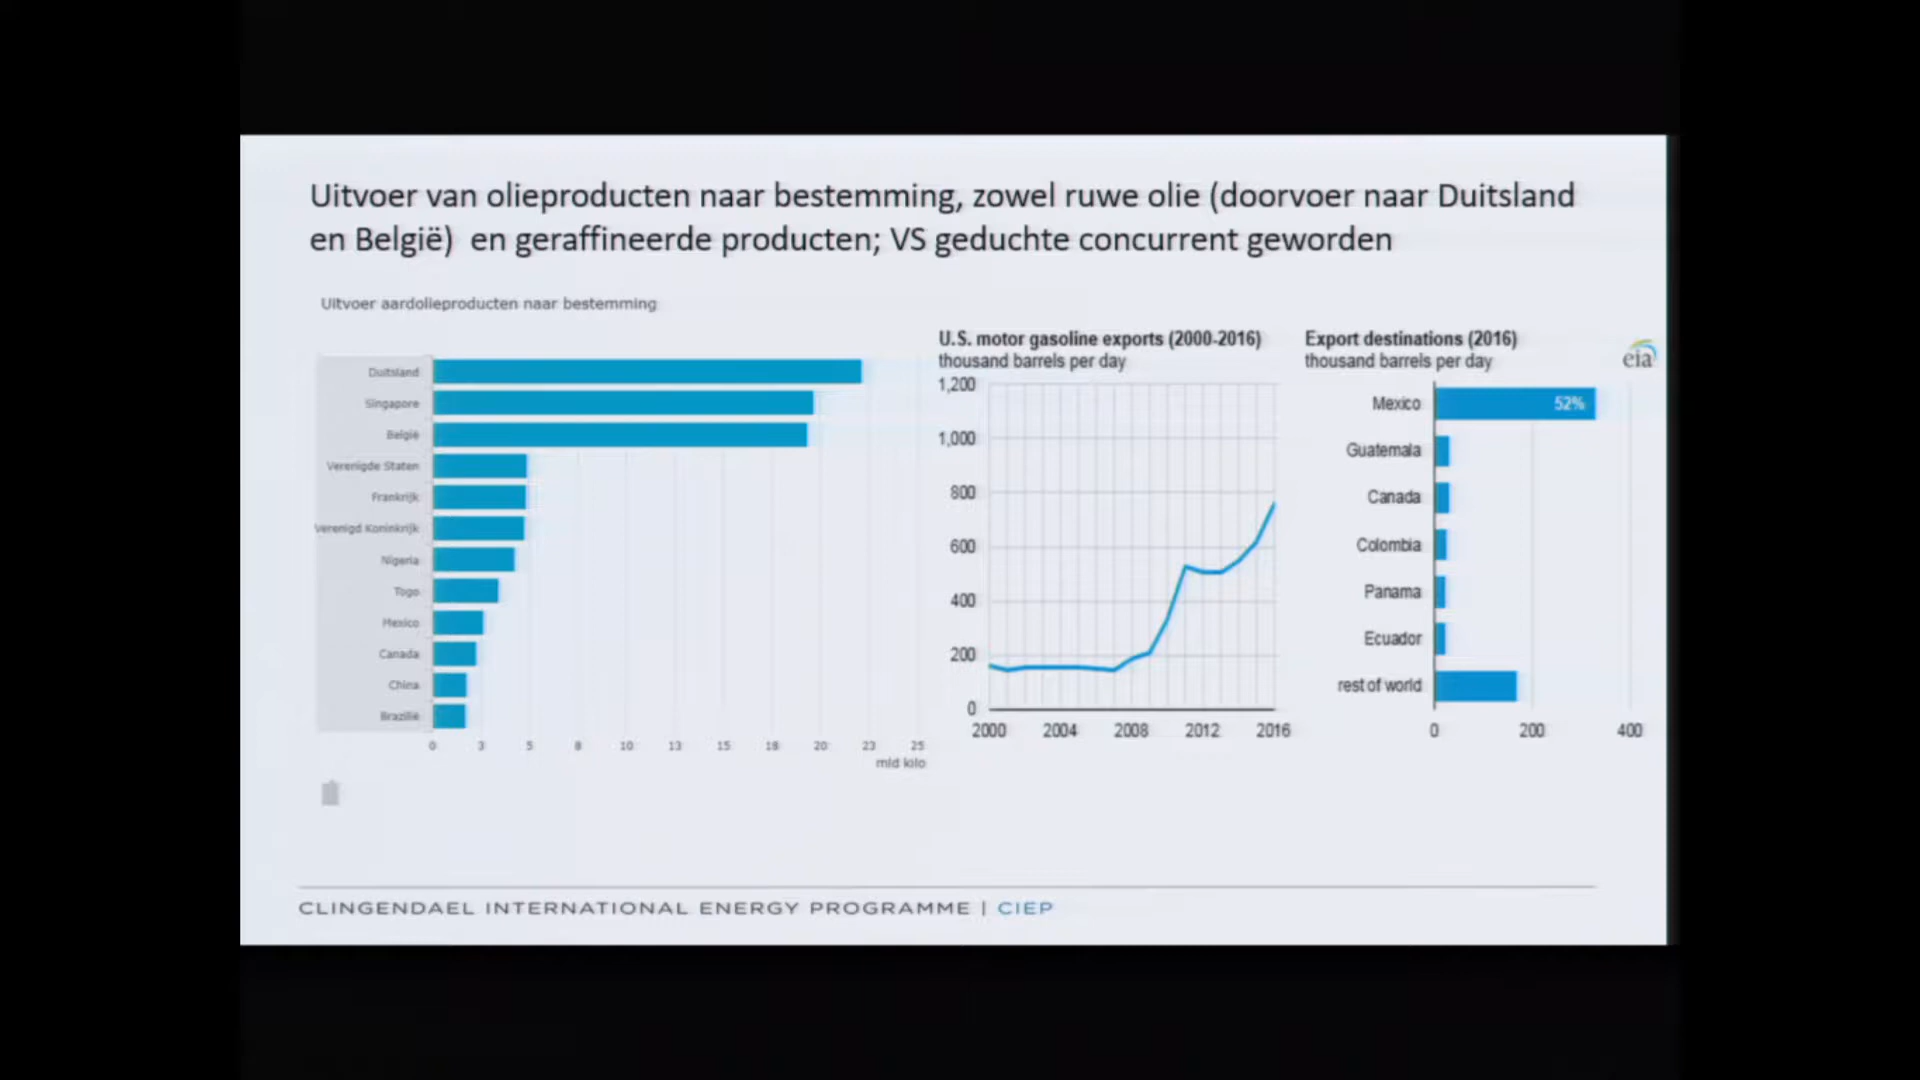 Uitvoer van olieproducten naar bestemming, zowel ruwe olie (doorvoer naar Duitsland
en België) en geraffineerde producten; VS geduchte concurrent geworden
Uitvoer aardolieproducten naar bestemming
Duitsland
Singapore
België
Verenigde Staten
Frankrijk
Verenigd Koninkrijk
Nigeria
Togo
Mexico
Canada
China
Brazilië
0 3 5 8 10 13 15 18 20 23 25
mld kilo
U.S. motor gasoline exports (2000-2016)
thousand barrels per day
1,200
1,000
800
600
400
200
0
2000 2004 2008 2012 2016
Export destinations (2016)
thousand barrels per day
eia
Mexico 52%
Guatemala
Canada
Colombia
Panama
Ecuador
rest of world
0 200 400
CLINGENDAEL INTERNATIONAL ENERGY PROGRAMME | CIEP